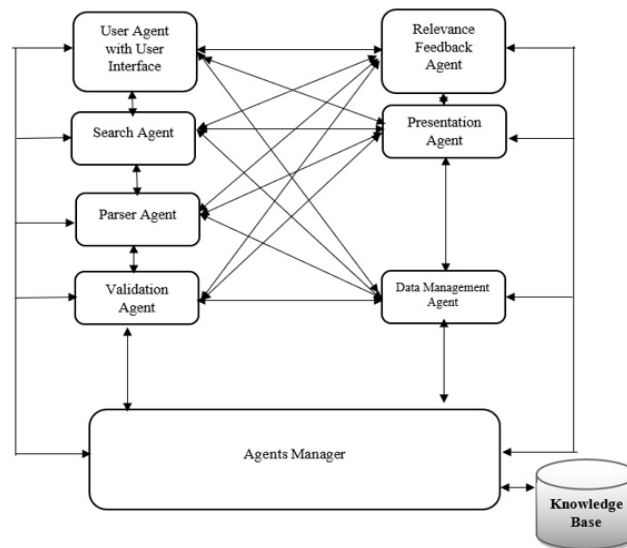 User Agent
with User
Interface
Relevance
Feedback
Agent
Search Agent
Presentation
Agent
Parser Agent
Validation
Agent
Data Management
Agent
Agents Manager
Knowledge
Base